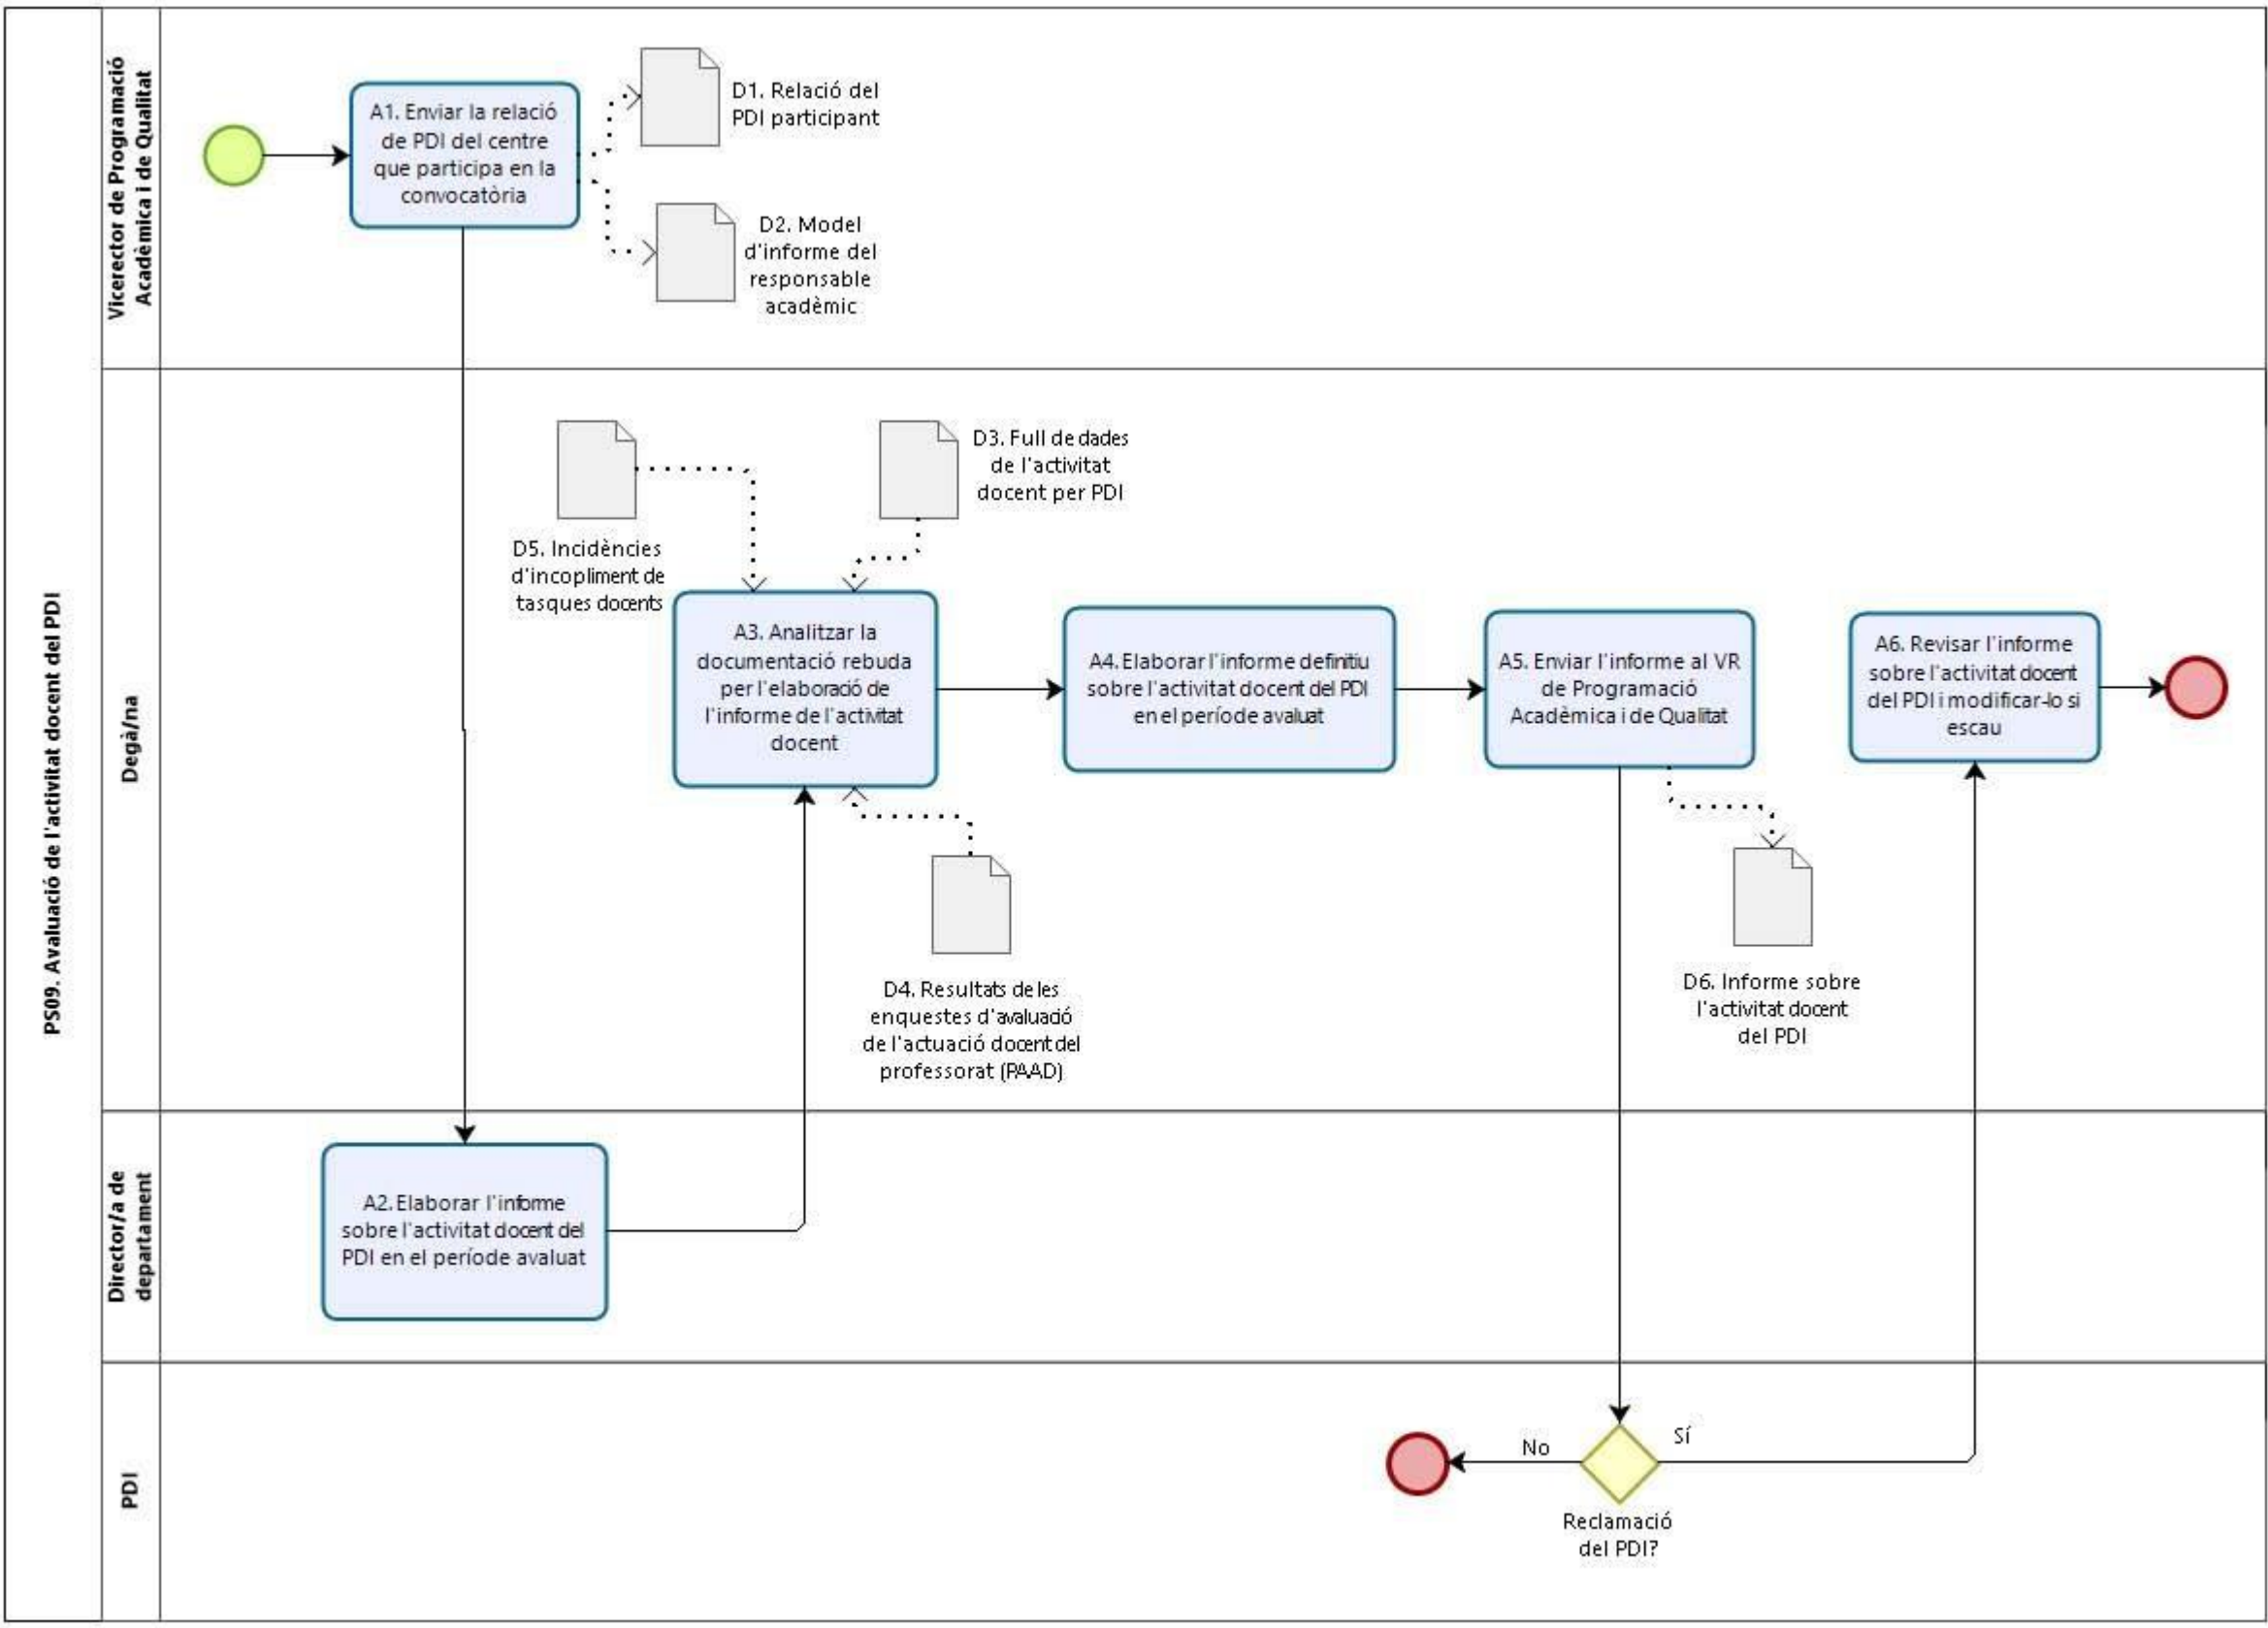 PS09. Avaluació de l'activitat docent del PDI
Vicerector de Programació
Acadèmica i de Qualitat
A1. Enviar la relació
de PDI del centre
que participa en la
convocatòria
D1. Relació del
PDI participant
D2. Model
d'informe del
responsable
acadèmic
Degà/na
D5. Incidències
d'incopliment de
tasques docents
D3. Full de dades
de l'activitat
docent per PDI
A3. Analitzar la
documentació rebuda
per l'elaboració de
l'informe de l'activitat
docent
A4. Elaborar l'informe definitiu
sobre l'activitat docent del PDI
en el període avaluat
A5. Enviar l'informe al VR
de Programació
Acadèmica i de Qualitat
A6. Revisar l'informe
sobre l'activitat docent
del PDI i modificar-lo si
escau
D4. Resultats de les
enquestes d'avaluació
de l'actuació docent del
professorat (PAAD)
D6. Informe sobre
l'activitat docent
del PDI
Director/a de
departament
A2. Elaborar l'informe
sobre l'activitat docent del
PDI en el període avaluat
PDI
No
Sí
Reclamació
del PDI?